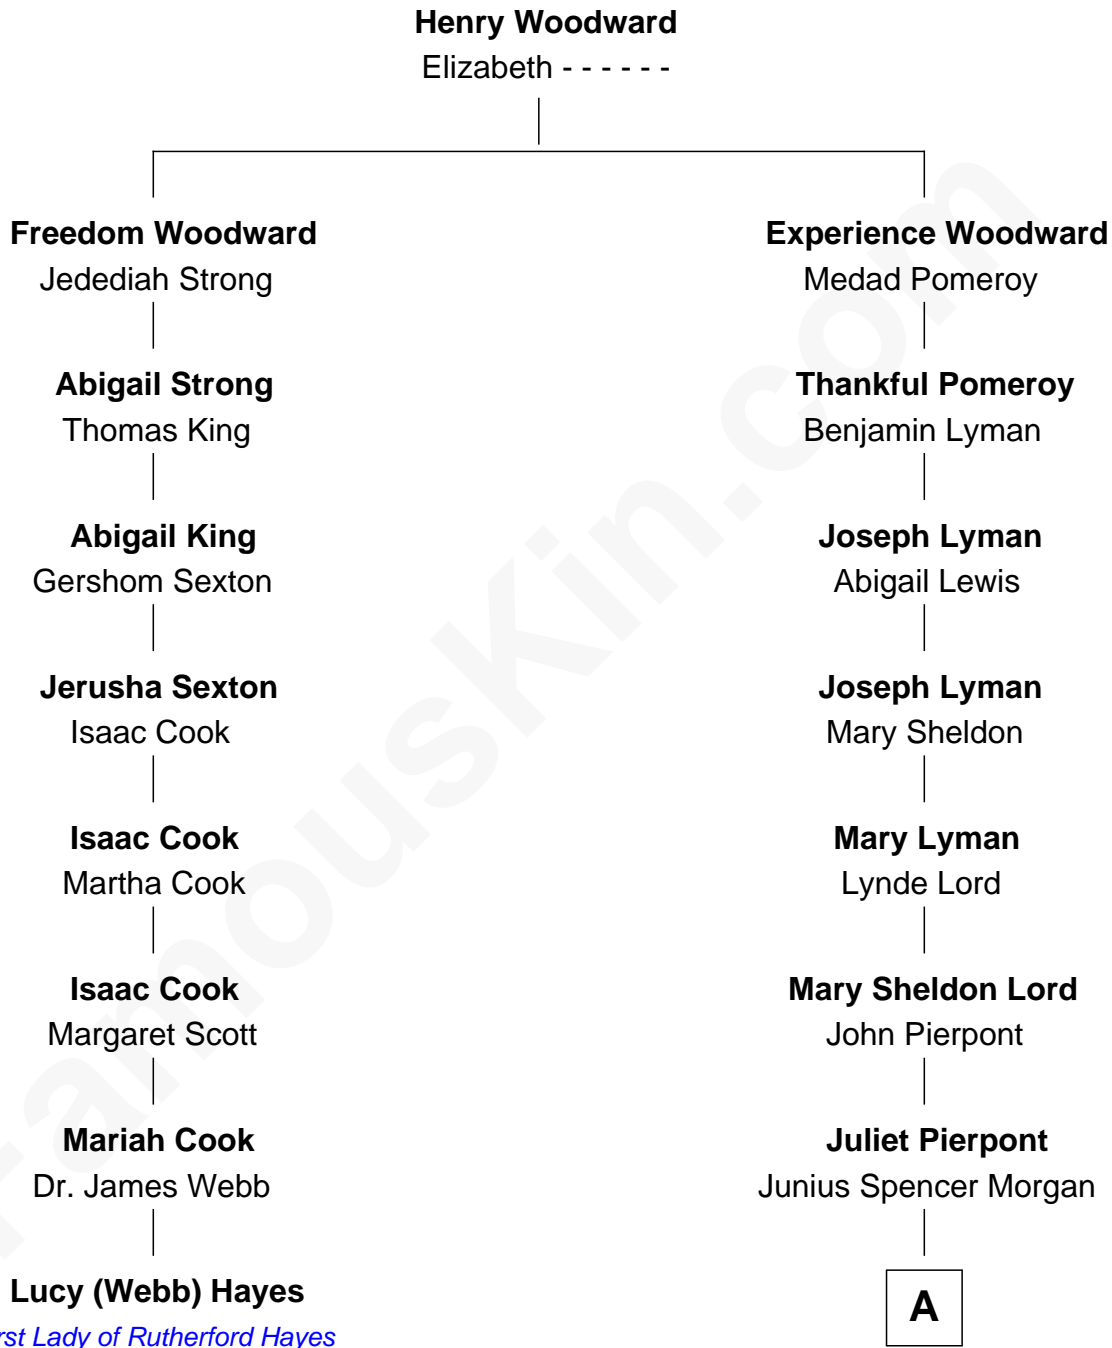 Henry Woodward
Elizabeth - - - - - -
Freedom Woodward
Jedediah Strong
Experience Woodward
Medad Pomeroy
Abigail Strong
Thomas King
Thankful Pomeroy
Benjamin Lyman
Abigail King
Gershom Sexton
Joseph Lyman
Abigail Lewis
Jerusha Sexton
Isaac Cook
Joseph Lyman
Mary Sheldon
Isaac Cook
Martha Cook
Mary Lyman
Lynde Lord
Isaac Cook
Margaret Scott
Mary Sheldon Lord
John Pierpont
Mariah Cook
Dr. James Webb
Juliet Pierpont
Junius Spencer Morgan
Lucy (Webb) Hayes
rst Lady of Rutherford Hayes
A
FamousKin.com